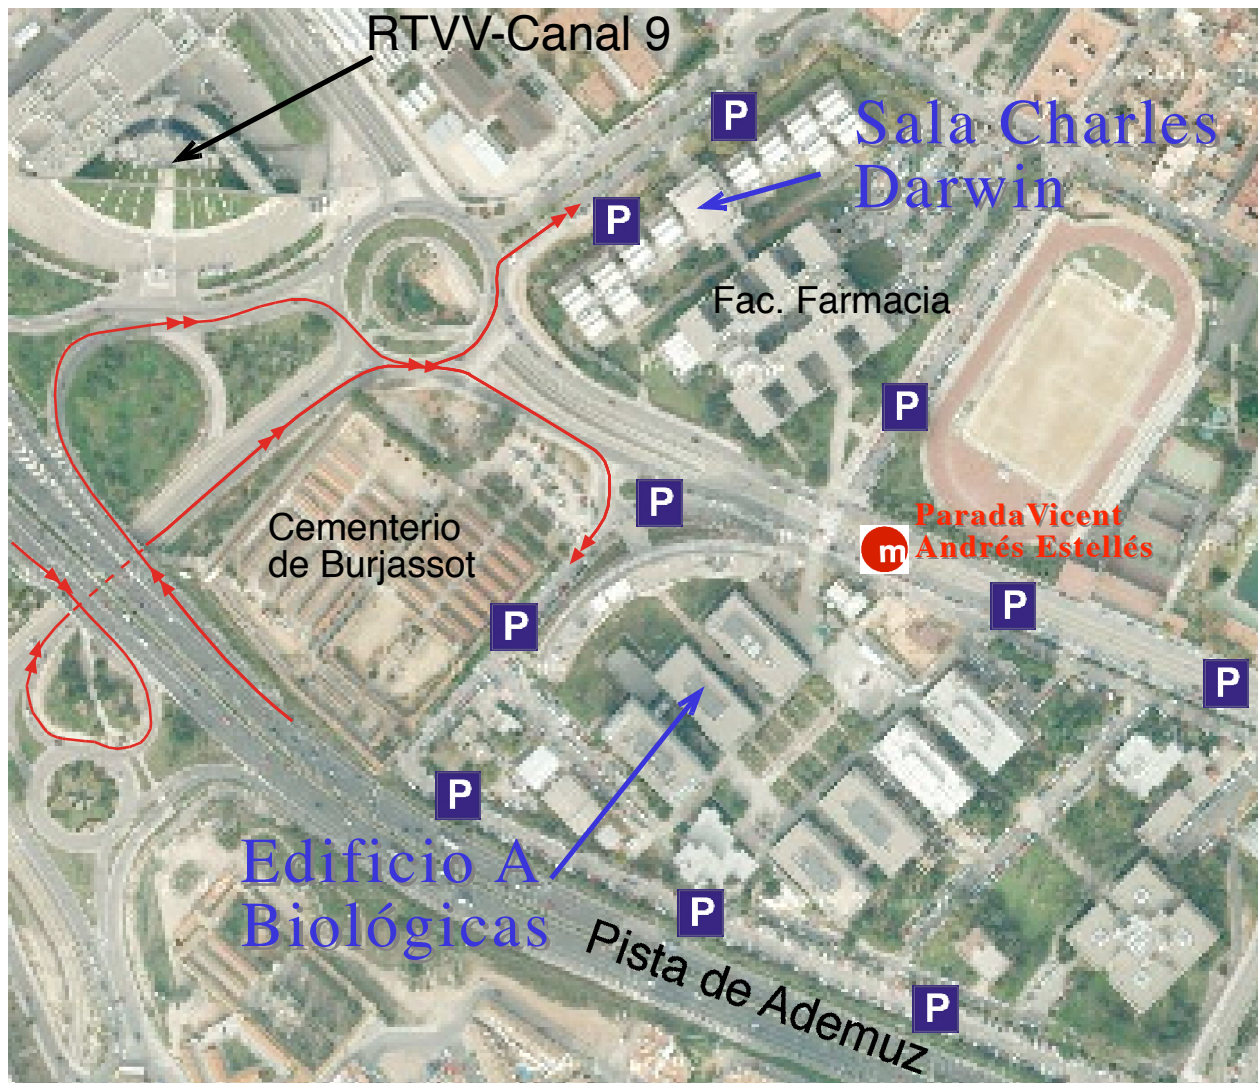 RTVV-Canal 9
P
Sala Charles
Darwin
P
Fac. Farmacia
P
P
Cementerio
de Burjassot
m
ParadaVicent
Andrés Estellés
P
P
P
P
Edificio A
Biológicas
P
Pista de Ademuz
P